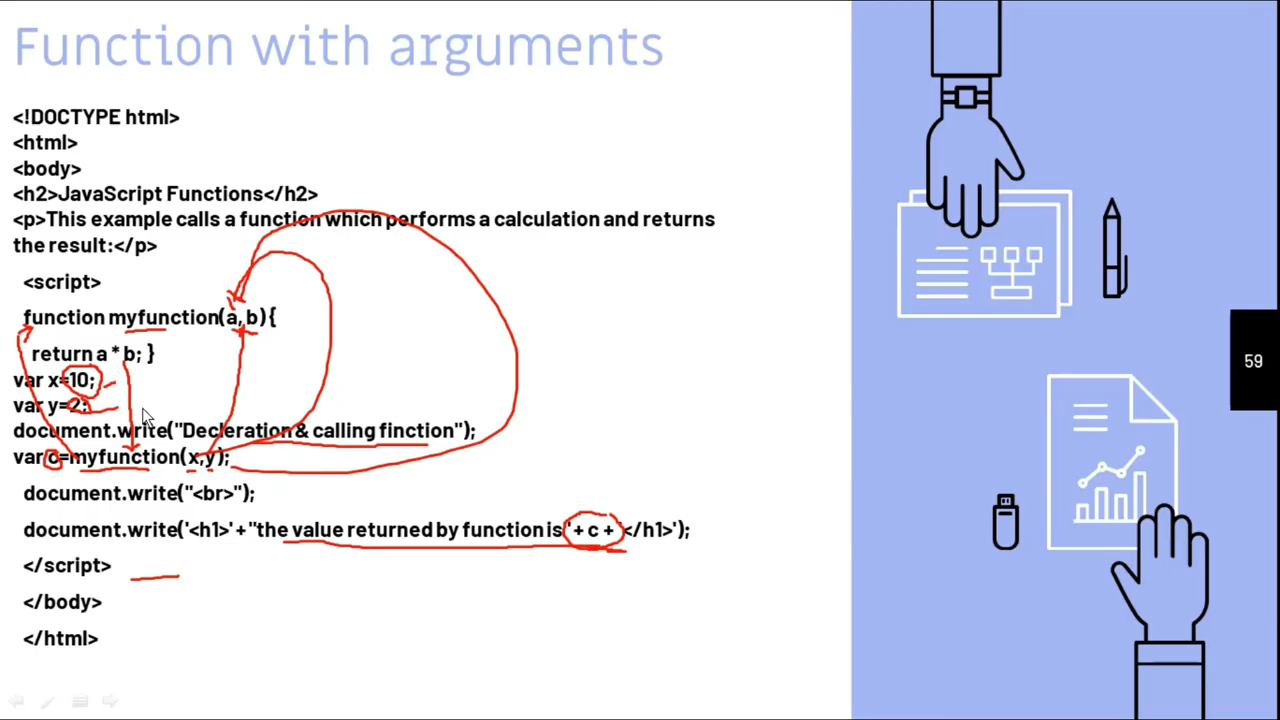 Function with arguments
<!DOCTYPE html>
<html>
<body>
<h2>JavaScript Functions</h2>
<p>This example calls a function which performs a calculation and returns
the result:</p>
<script>
function myfunction(a,b){
return a * b; }
var x=10;
var y=2;
document.write("Decleration & calling finction");
var c=myfunction(x,y);
document.write("<br>");
document.write('<h1>' + "the value returned by function is ' + c + '</h1>');
</script>
</body>
</html>
59